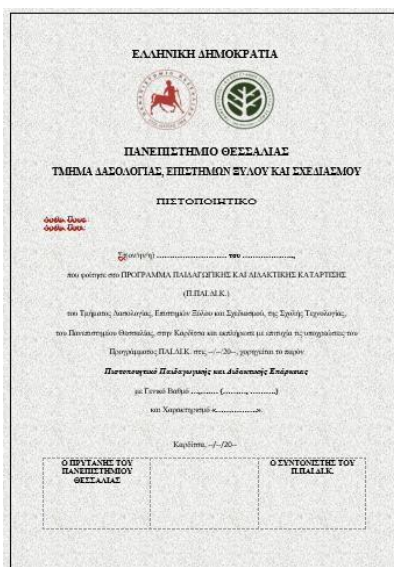 ΕΛΛΗΝΙΚΗ ΔΗΜΟΚΡΑΤΙΑ
ΠΑΝΕΠΙΣΤΗΜΙΟ ΘΕΣΣΑΛΙΑΣ
ΤΜΗΜΑ ΔΑΣΟΛΟΓΙΑΣ, ΕΠΙΣΤΗΜΩΝ ΞΥΛΟΥ ΚΑΙ ΣΧΕΔΙΑΣΜΟΥ
ΠΙΣΤΟΠΟΙΗΤΙΚΟ
του
που φοίτησε στο ΠΡΟΓΡΑΜΜΑ ΠΑΙΔΑΓΩΓΙΚΗΣ ΚΑΙ ΔΙΔΑΚΤΙΚΗΣ ΚΑΤΑΡΤΙΣΗΣ
(Π.ΠΑΙ.ΔΙ.Κ.)
του Τμήματος Δασολογίας, Επιστημών Ξύλου και Σχεδιασμού, της Σχολής Τεχνολογίας,
του Πανεπιστημίου Θεσσαλίας, στην Καρδίτσα και εκπλήρωσε με επιτυχία τις υποχρεώσεις του
Προγράμματος ΠΑΙ.ΔΙ.Κ. στις --/--/20--, χορηγείται το παρόν
Πιστοποιητικό Παιδαγωγικής και Διδακτικής Επάρκειας
με Γενικό Βαθμό ........... (.........., ...........)
και Χαρακτηρισμό «..................».
Καρδίτσα, --/--/20--
Ο ΠΡΥΤΑΝΗΣ ΤΟΥ ΠΑΝΕΠΙΣΤΗΜΙΟΥ ΘΕΣΣΑΛΙΑΣ
Ο ΣΥΝΤΟΝΙΣΤΗΣ ΤΟΥ Π.ΠΑΙ.ΔΙ.Κ.